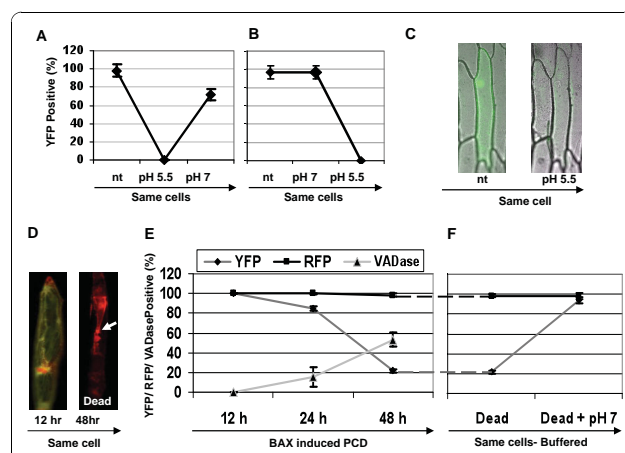 A
B
C
YFP Positive (%)
120
100
80
60
40
20
0
nt
pH 5.5
pH 7
Same cells
nt
pH 7
pH 5.5
Same cells
nt
pH 5.5
Same cell
D
E
F
YFP
RFP
VADase
Dead
12 hr
48hr
Same cell
YFP/ RFP/ VADasePositive (%)
120
100
80
60
40
20
0
12 h
24 h
48 h
BAX induced PCD
Dead
Dead + pH 7
Same cells- Buffered